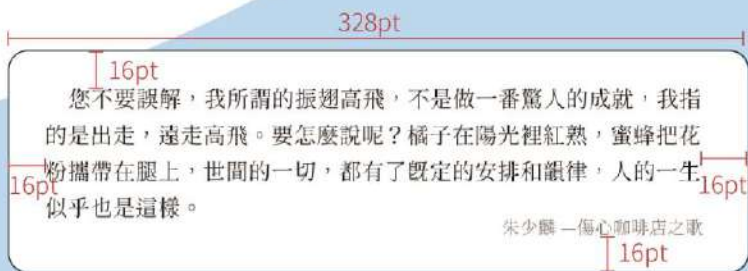 328pt
16pt
您不要誤解，我所謂的振翅高飛，不是做一番驚人的成就，我指
的是出走，遠走高飛。要怎麼說呢？橘子在陽光裡紅熟，蜜蜂把花
粉攜帶在腿上，世間的一切，都有了既定的安排和韻律，人的一生
16pt
16pt
似乎也是這樣。
朱少麟 —傷心咖啡店之歌
16pt